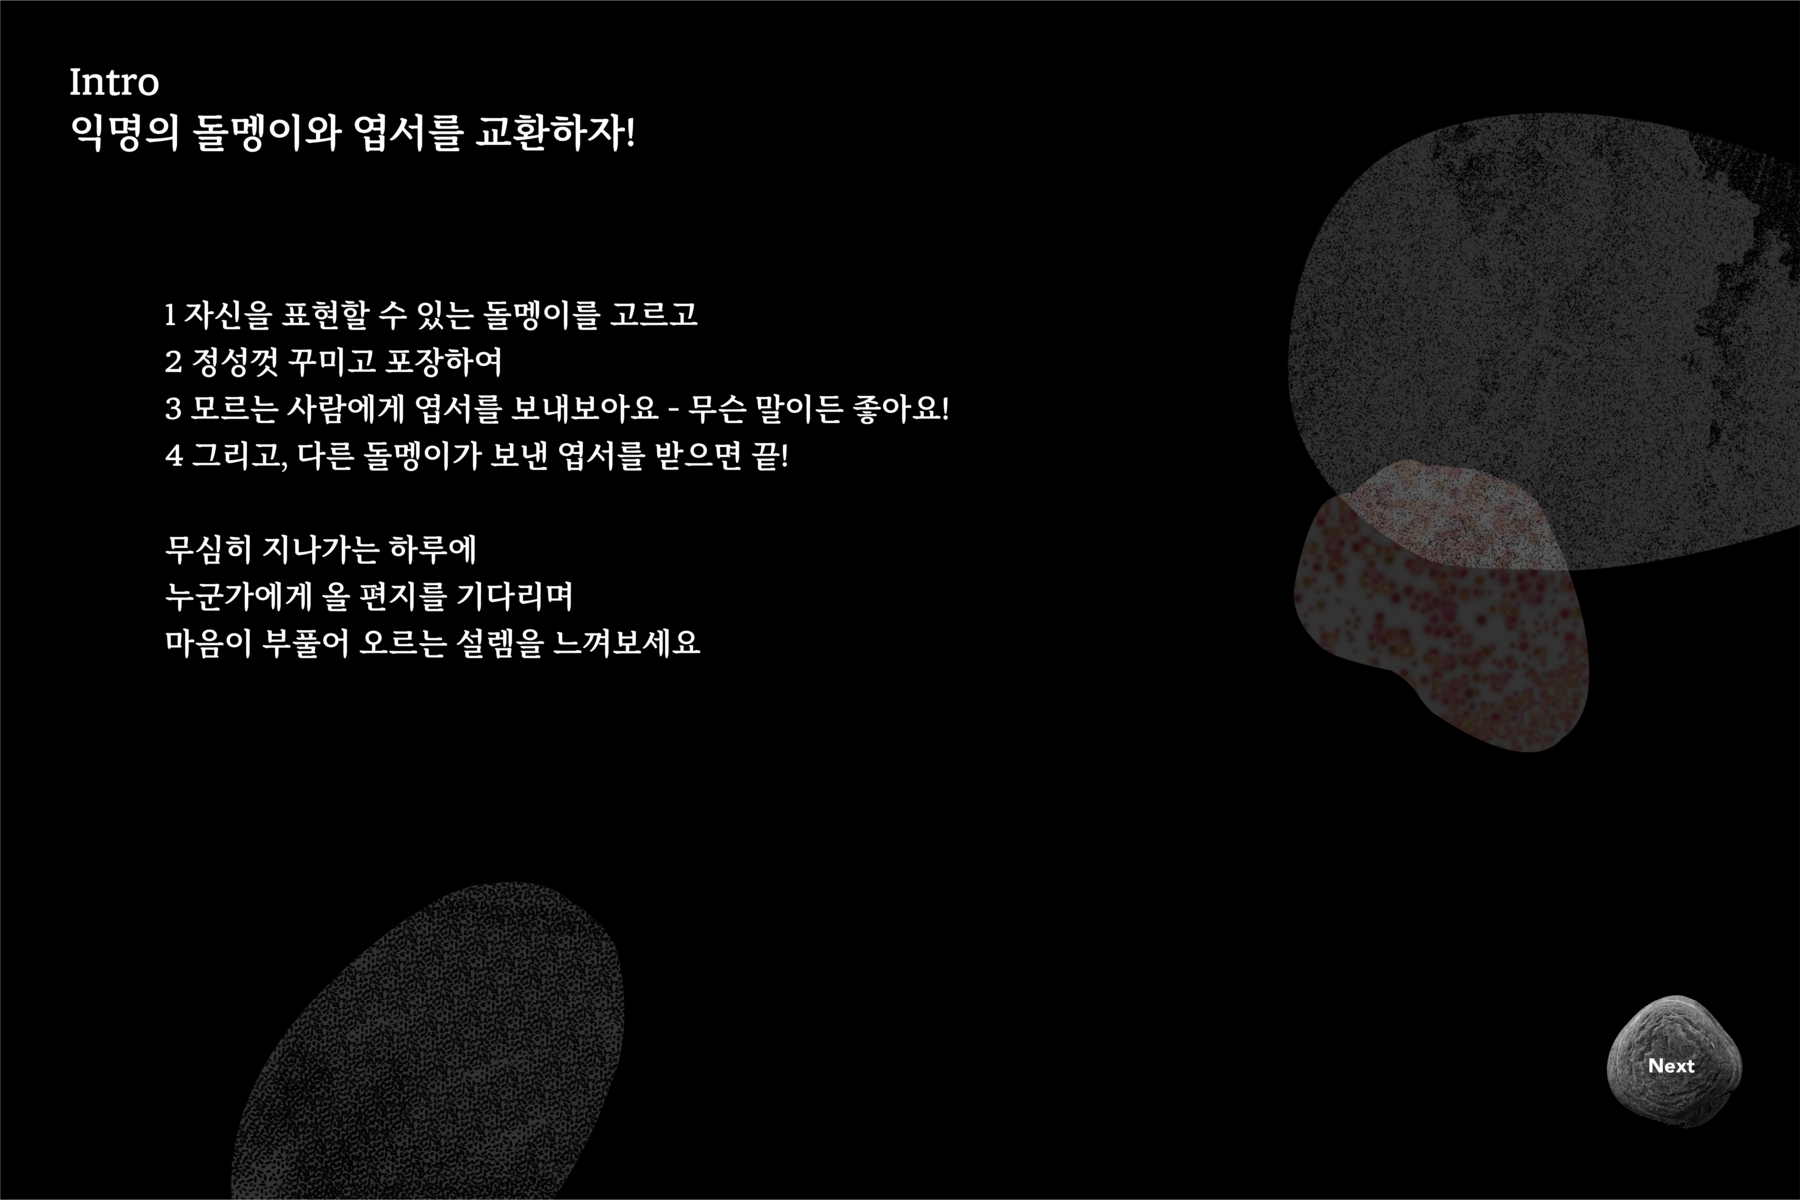 Intro
익명의 돌멩이와 엽서를 교환하자!
1 자신을 표현할 수 있는 돌멩이를 고르고
2 정성껏 꾸미고 포장하여
3 모르는 사람에게 엽서를 보내보아요 - 무슨 말이든 좋아요!
4 그리고, 다른 돌멩이가 보낸 엽서를 받으면 끝!
무심히 지나가는 하루에
누군가에게 올 편지를 기다리며
마음이 부풀어 오르는 설렘을 느껴보세요
Next